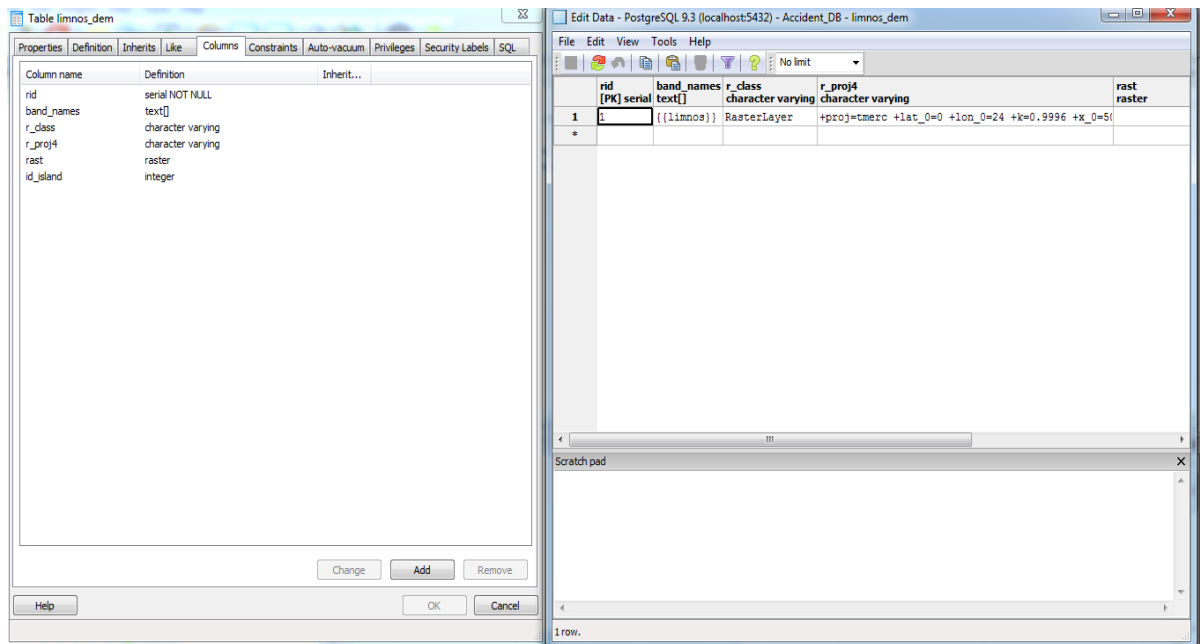 Table limnos_dem
Properties Definition Inherits Like Columns Constraints Auto-vacuum Privileges Security Labels SQL
Column name Definition Inherit...
rid serial NOT NULL
band_names text[]
r_class character varying
r_proj4 character varying
rast raster
id_island integer
Change Add Remove
Help OK Cancel
Edit Data - PostgreSQL 9.3 (localhost:5432) - Accident_DB - limnos_dem
File Edit View Tools Help
No limit
rid band_names r_class r_proj4 rast
[PK] serial text[] character varying character varying raster
1 1 {{limnos}} RasterLayer +proj=tmerc +lat_0=0 +lon_0=24 +k=0.9996 +x_0=50
*
Scratch pad
1 row.